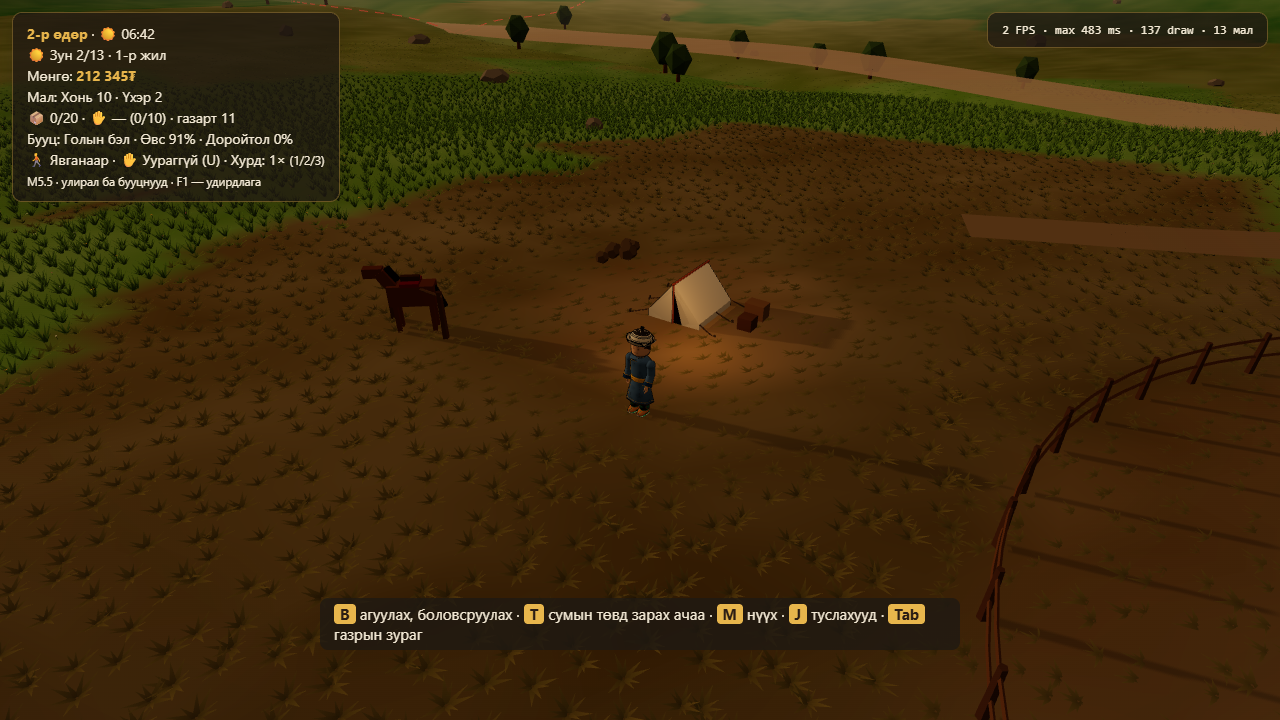 2-р өдөр · 06:42
Зун 2/13 · 1-р жил
Мөнгө: 212 345₮
Мал: Хонь 10 · Үхэр 2
📦 0/20 · ✋ — (0/10) · газарт 11
Бууц: Голын бэл · Өвс 91% · Доройтол 0%
🚶 Явганаар · ✋ Уураггүй (U) · Хурд: 1× (1/2/3)
M5.5 · улирал ба бууцнууд · F1 — удирдлага
2 FPS · max 483 ms · 137 draw · 13 мал
B агуулах, боловсруулах · T сумын төвд зарах ачаа · M нүүх · J туслахууд · Tab
газрын зураг